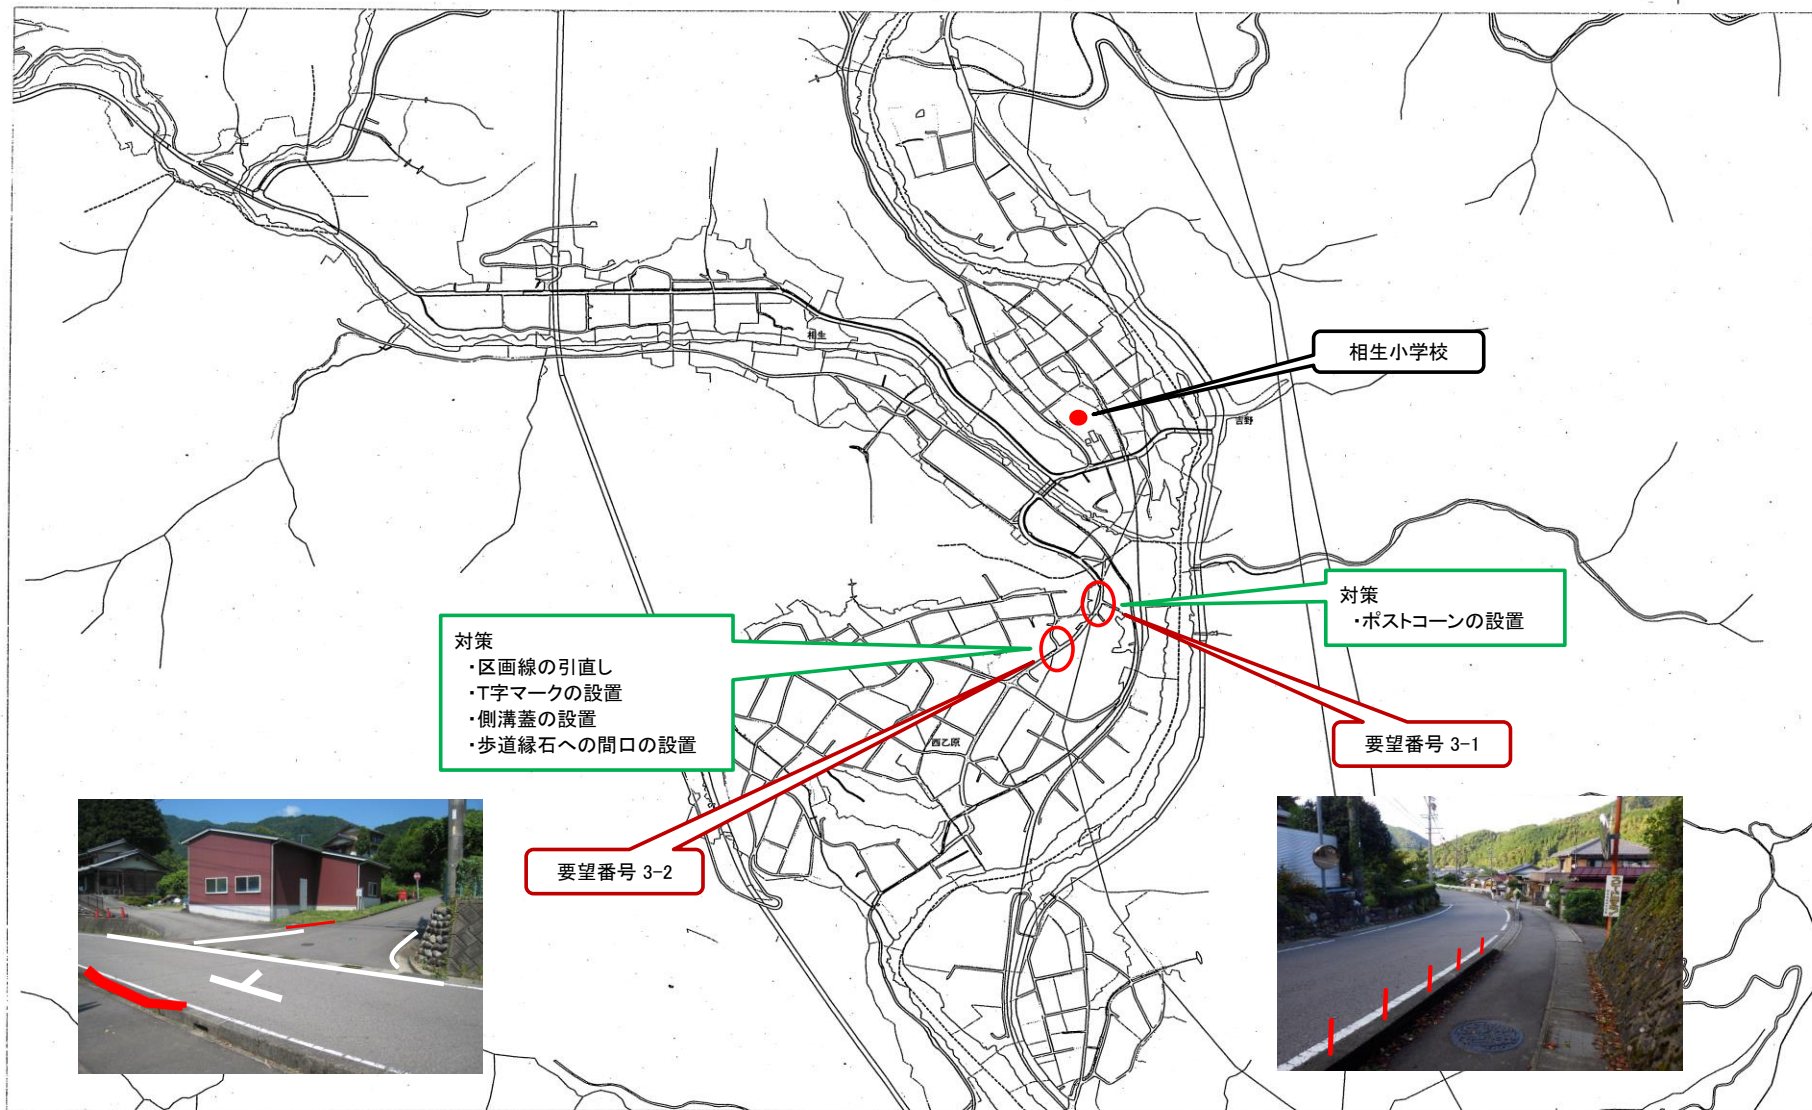 相生
相生小学校
吉野
対策
・ポストコーンの設置
対策
・区画線の引直し
・T字マークの設置
・側溝蓋の設置
・歩道縁石への間口の設置
要望番号 3-1
西乙原
要望番号 3-2